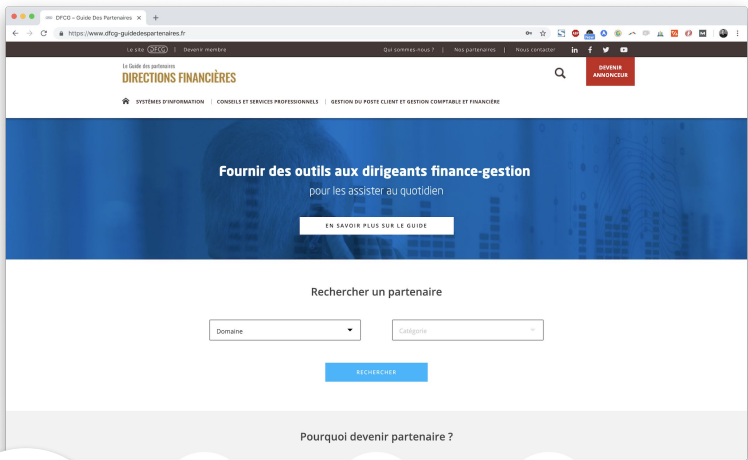 DFCG – Guide Des Partenaires
https://www.dfcg-guidedespartenaires.fr
Le site DFCG | Devenir membre
Qui sommes-nous ? | Nos partenaires | Nous contacter
Le Guide des partenaires
DIRECTIONS FINANCIÈRES
DEVENIR
ANNONCEUR
SYSTÈMES D'INFORMATION | CONSEILS ET SERVICES PROFESSIONNELS | GESTION DU POSTE CLIENT ET GESTION COMPTABLE ET FINANCIÈRE
Fournir des outils aux dirigeants finance-gestion
pour les assister au quotidien
EN SAVOIR PLUS SUR LE GUIDE
Rechercher un partenaire
Domaine
Catégorie
RECHERCHER
Pourquoi devenir partenaire ?